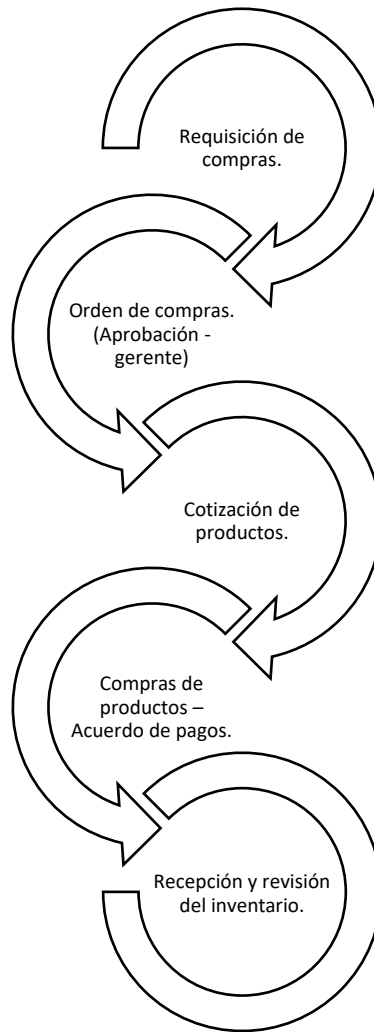 Requisición de
compras.
Orden de compras.
(Aprobación -
gerente)
Cotización de
productos.
Compras de
productos –
Acuerdo de pagos.
Recepción y revisión
del inventario.